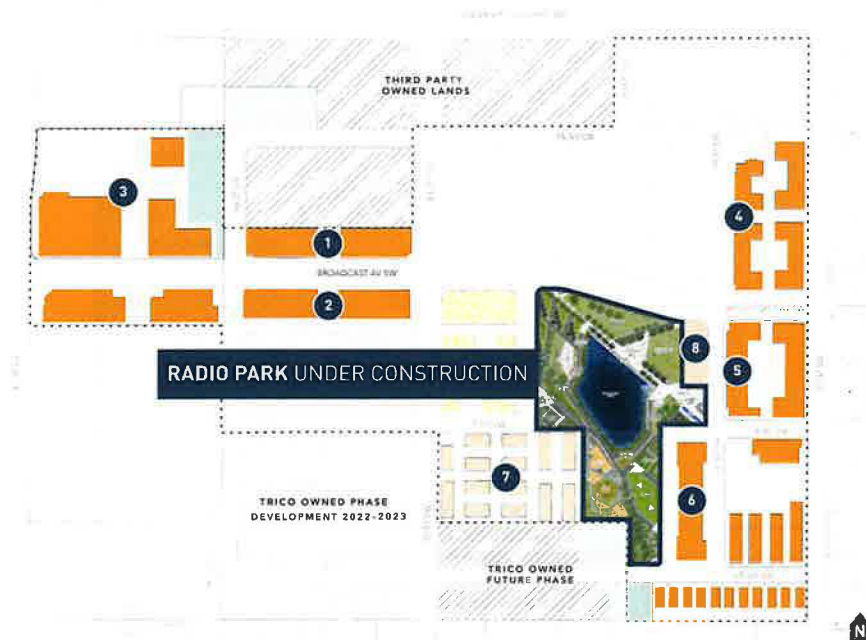 THIRD PARTY
OWNED LANDS
3
4
1
BROADCAST AV SW
2
8
RADIO PARK UNDER CONSTRUCTION
5
7
6
TRICO OWNED PHASE
DEVELOPMENT 2022-2023
TRICO OWNED
FUTURE PHASE
N